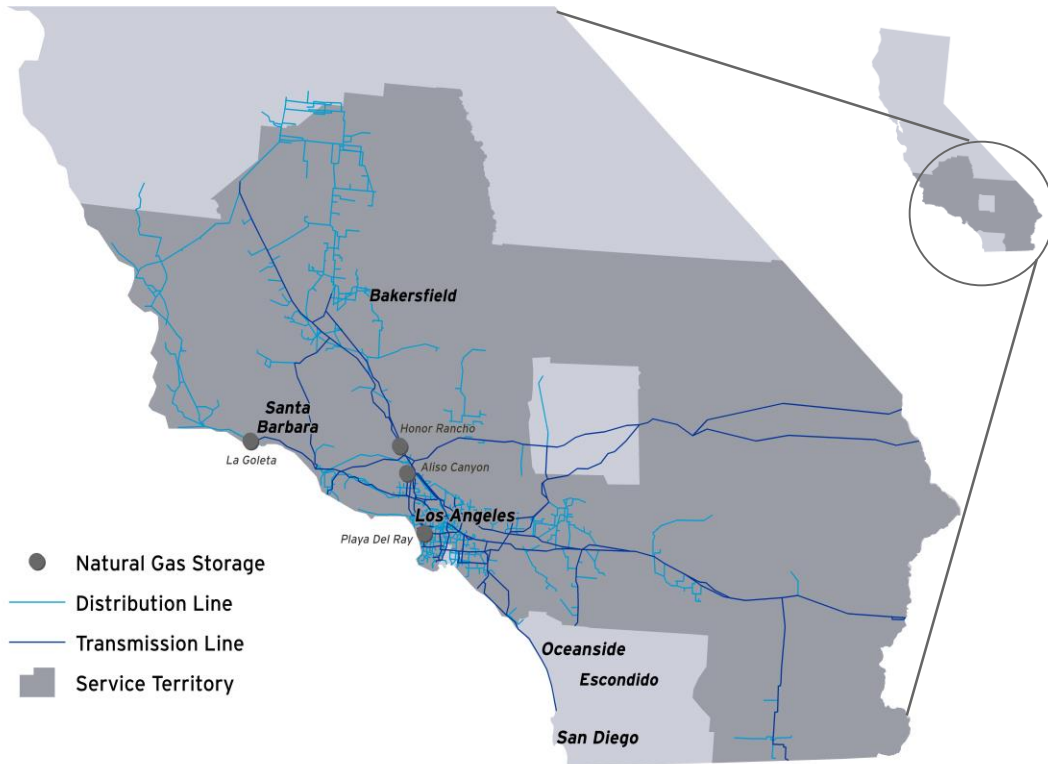 Bakersfield
Santa
Barbara
Honor Rancho
La Goleta
Aliso Canyon
Los Angeles
Playa Del Ray
Natural Gas Storage
Distribution Line
Transmission Line
Service Territory
Oceanside
Escondido
San Diego